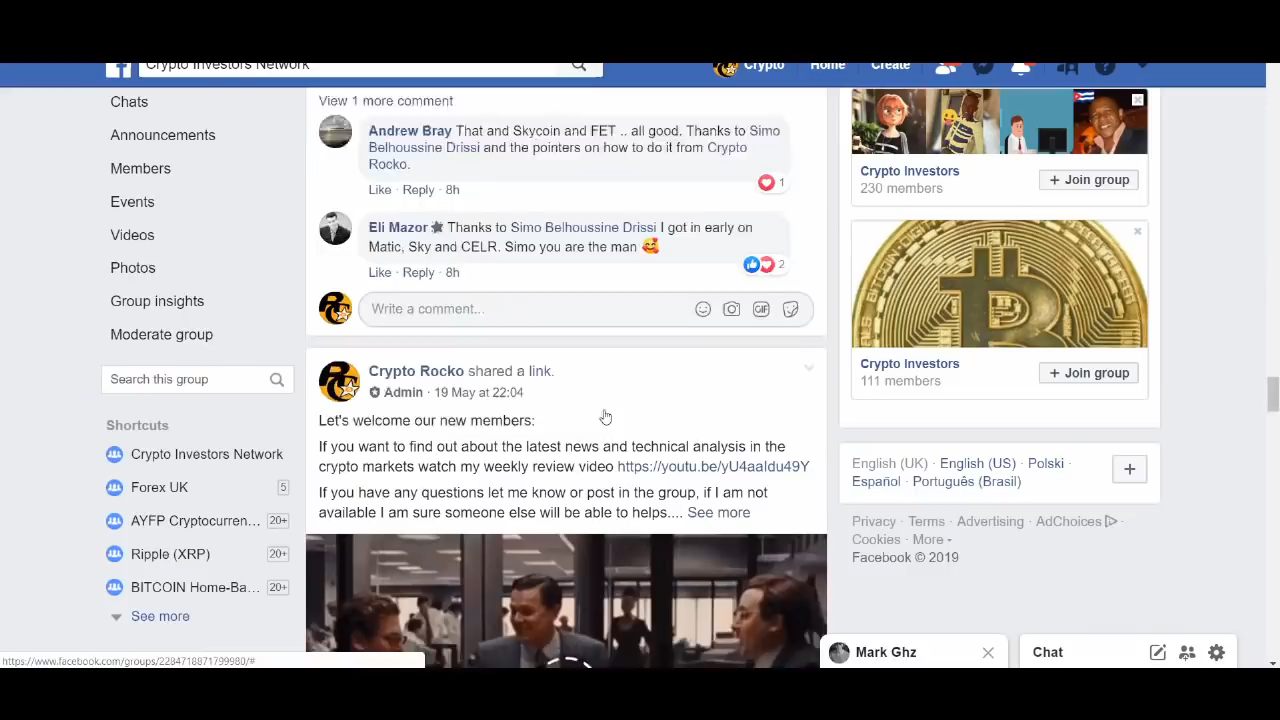 Crypto Investors Network
Crypto
Home
Create
Chats
Announcements
Members
Events
Videos
Photos
Group insights
Moderate group
Search this group
Shortcuts
Crypto Investors Network
Forex UK 5
AYFP Cryptocurren... 20+
Ripple (XRP) 20+
BITCOIN Home-Ba... 20+
See more
https://www.facebook.com/groups/2284718871799980/#
View 1 more comment
Andrew Bray That and Skycoin and FET .. all good. Thanks to Simo
Belhoussine Drissi and the pointers on how to do it from Crypto
Rocko.
1
Like · Reply · 8h
Eli Mazor Thanks to Simo Belhoussine Drissi I got in early on
Matic, Sky and CELR. Simo you are the man
2
Like · Reply · 8h
Write a comment...
GIF
Crypto Rocko shared a link.
Admin · 19 May at 22:04
Let's welcome our new members:
If you want to find out about the latest news and technical analysis in the
crypto markets watch my weekly review video https://youtu.be/yU4aaIdu49Y
If you have any questions let me know or post in the group, if I am not
available I am sure someone else will be able to helps.... See more
Crypto Investors
230 members
+ Join group
Crypto Investors
111 members
+ Join group
English (UK) · English (US) · Polski ·
Español · Português (Brasil)
+
Privacy · Terms · Advertising · AdChoices ·
Cookies · More
Facebook © 2019
Mark Ghz
Chat